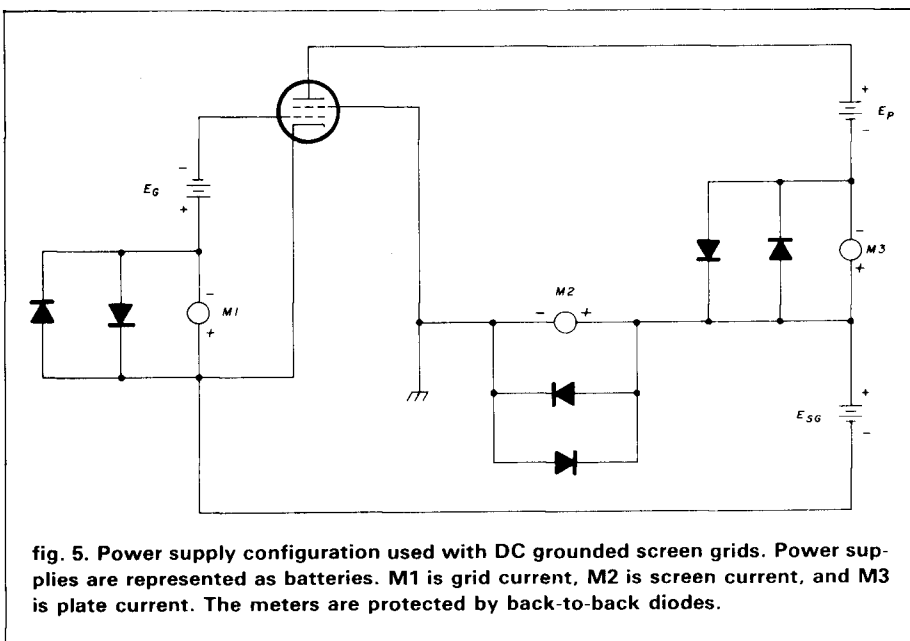 +
E_P
-
-
E_G
+
-
M1
+
M2
- +
-
M3
+
+
E_SG
-
fig. 5. Power supply configuration used with DC grounded screen grids. Power sup-
plies are represented as batteries. M1 is grid current, M2 is screen current, and M3
is plate current. The meters are protected by back-to-back diodes.